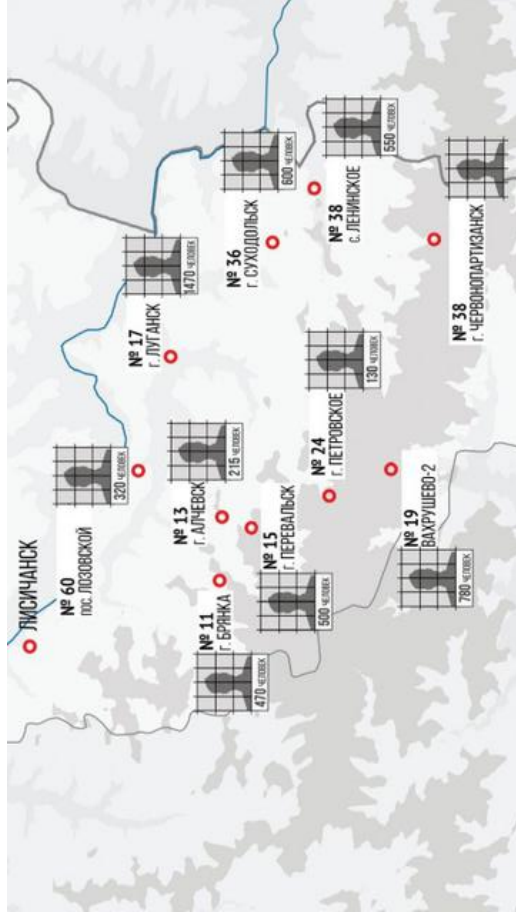 ЛИСИЧАНСК
№ 60
пос. ЛОЗОВСКОЙ
320 ЧЕЛОВЕК
№ 17
г. ЛУГАНСК
1470 ЧЕЛОВЕК
№ 13
г. АЛЧЕВСК
215 ЧЕЛОВЕК
№ 11
г. БРЯНКА
470 ЧЕЛОВЕК
№ 15
г. ПЕРЕВАЛЬСК
500 ЧЕЛОВЕК
№ 36
г. СУХОДОЛЬСК
600 ЧЕЛОВЕК
№ 24
г. ПЕТРОВСКОЕ
130 ЧЕЛОВЕК
№ 38
с. ЛЕНИНСКОЕ
550 ЧЕЛОВЕК
№ 19
ВАХРУШЕВО-2
780 ЧЕЛОВЕК
№ 38
г. ЧЕРВОНОПАРТИЗАНСК